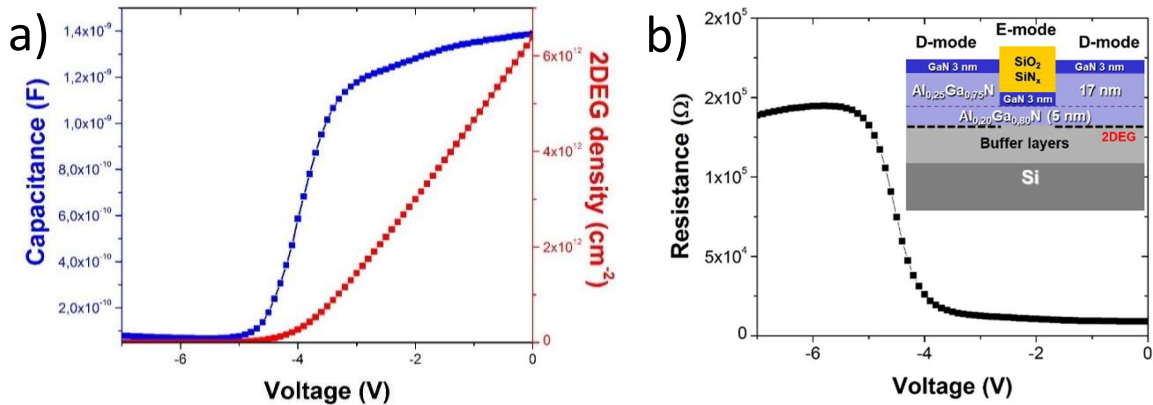 a)
1,4x10⁻⁹
1,2x10⁻⁹
1,0x10⁻⁹
8,0x10⁻¹⁰
6,0x10⁻¹⁰
4,0x10⁻¹⁰
2,0x10⁻¹⁰
Capacitance (F)
6x10¹²
4x10¹²
2x10¹²
0
2DEG density (cm⁻²)
-6
-4
-2
0
Voltage (V)
b)
2x10⁵
2x10⁵
1x10⁵
5x10⁴
0
Resistance (Ω)
E-mode
D-mode
D-mode
GaN 3 nm
SiO₂
SiNₓ
GaN 3 nm
Al₀,₂₅Ga₀,₇₅N
GaN 3 nm
17 nm
Al₀,₂₀Ga₀,₈₀N (5 nm)
2DEG
Buffer layers
Si
-6
-4
-2
0
Voltage (V)